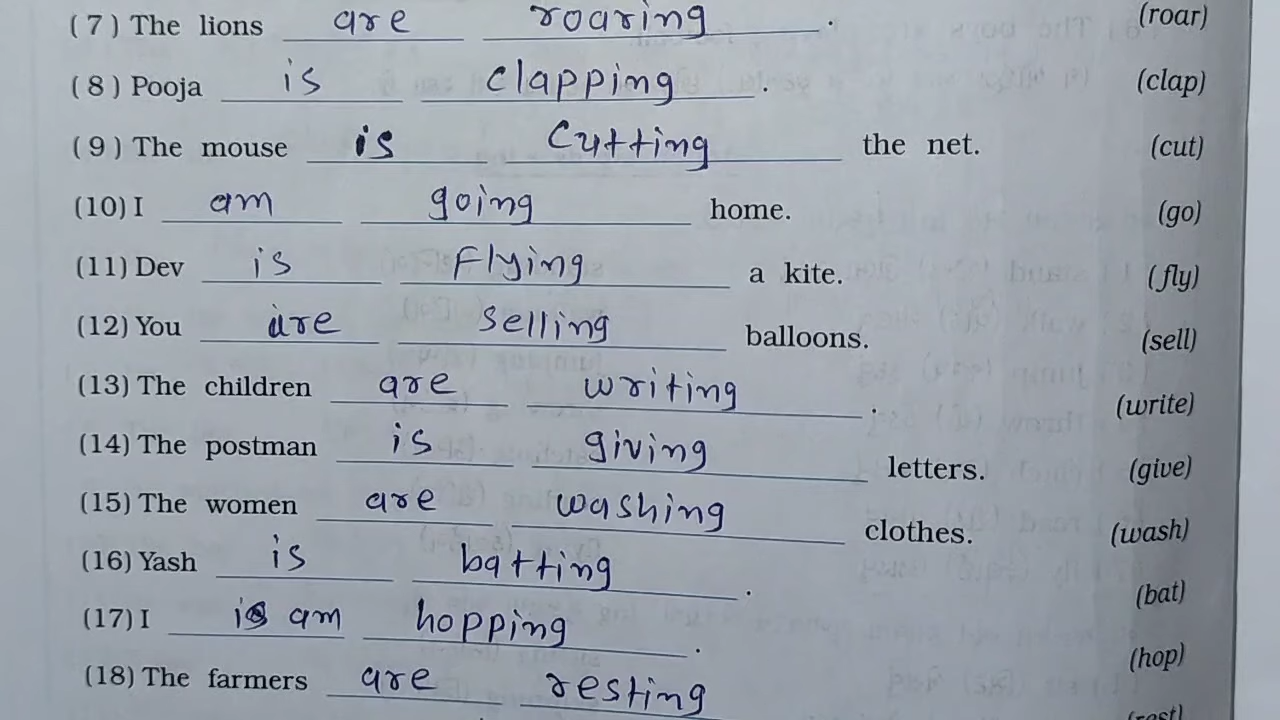 (7) The lions are roaring. (roar)
(8) Pooja is clapping. (clap)
(9) The mouse is Cutting the net. (cut)
(10) I am going home. (go)
(11) Dev is Flying a kite. (fly)
(12) You are selling balloons. (sell)
(13) The children are writing. (write)
(14) The postman is giving letters. (give)
(15) The women are washing clothes. (wash)
(16) Yash is batting. (bat)
(17) I is am hopping. (hop)
(18) The farmers are resting (rest)